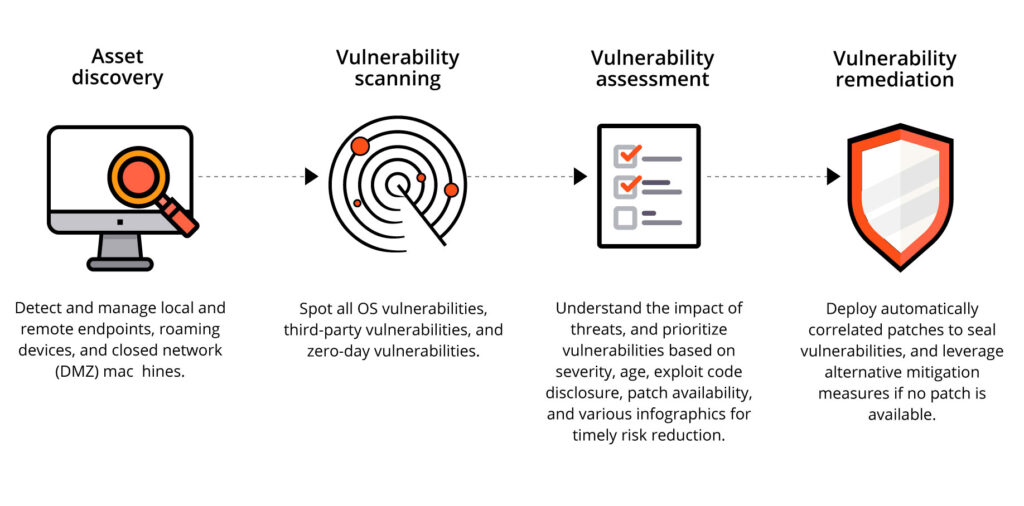 Asset
discovery
Vulnerability
scanning
Vulnerability
assessment
Vulnerability
remediation
Detect and manage local and
remote endpoints, roaming
devices, and closed network
(DMZ) mac hines.
Spot all OS vulnerabilities,
third-party vulnerabilities, and
zero-day vulnerabilities.
Understand the impact of
threats, and prioritize
vulnerabilities based on
severity, age, exploit code
disclosure, patch availability,
and various infographics for
timely risk reduction.
Deploy automatically
correlated patches to seal
vulnerabilities, and leverage
alternative mitigation
measures if no patch is
available.